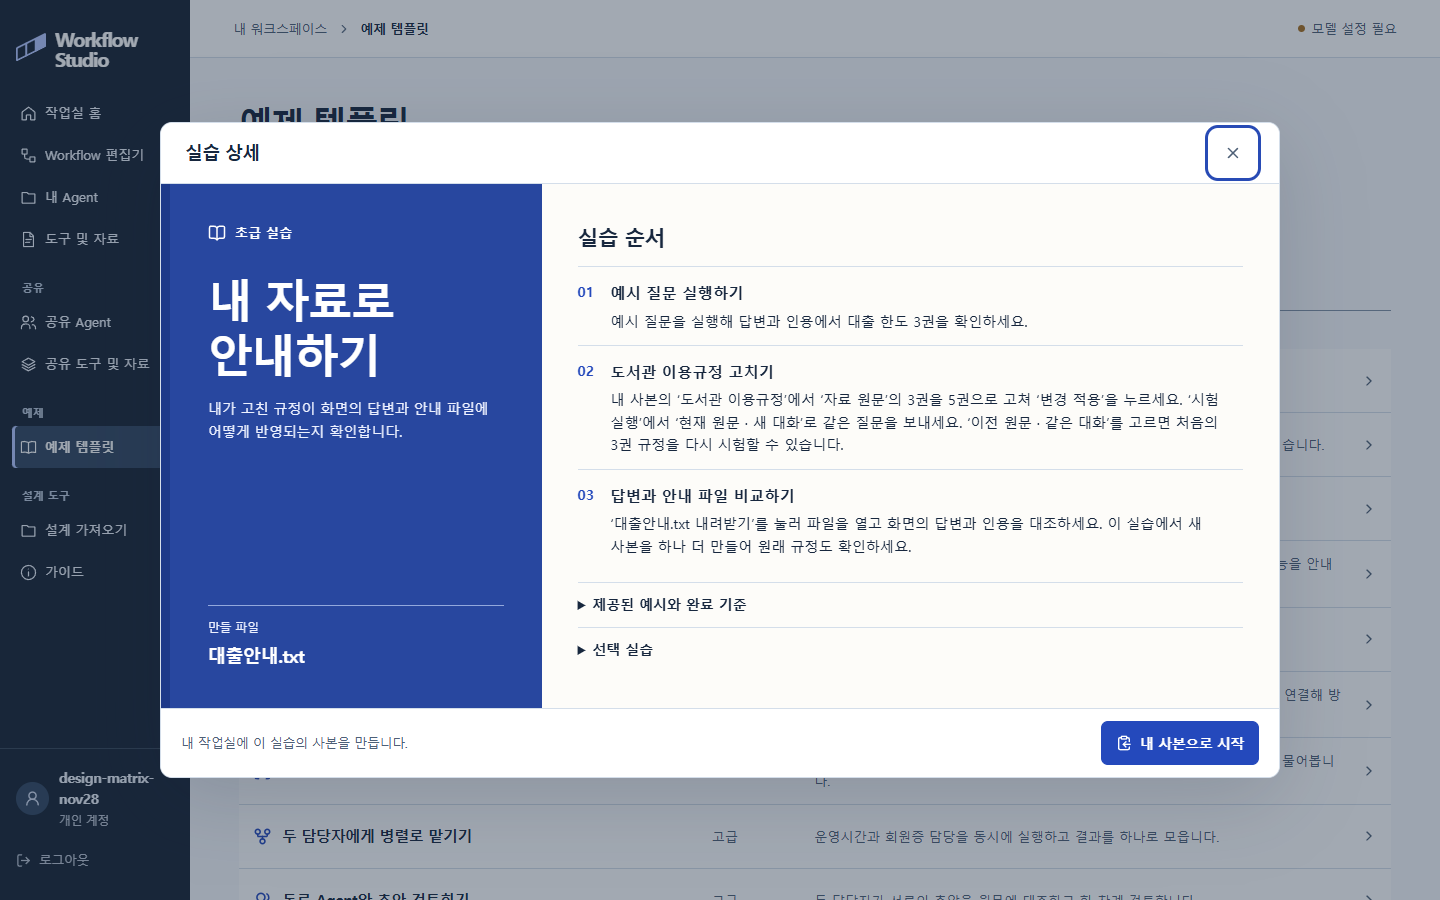 Workflow
Studio
작업실 홈
Workflow 편집기
내 Agent
도구 및 자료
공유
공유 Agent
공유 도구 및 자료
예제
예제 템플릿
설계 도구
설계 가져오기
가이드
design-matrix-
nov28
개인 계정
로그아웃
내 워크스페이스 > 예제 템플릿
모델 설정 필요
예제 템플릿
실습 상세
초급 실습
내 자료로
안내하기
내가 고친 규정이 화면의 답변과 안내 파일에
어떻게 반영되는지 확인합니다.
만들 파일
대출안내.txt
실습 순서
01 예시 질문 실행하기
예시 질문을 실행해 답변과 인용에서 대출 한도 3권을 확인하세요.
02 도서관 이용규정 고치기
내 사본의 ‘도서관 이용규정’에서 ‘자료 원문’의 3권을 5권으로 고쳐 ‘변경 적용’을 누르세요. ‘시험
실행’에서 ‘현재 원문 · 새 대화’로 같은 질문을 보내세요. ‘이전 원문 · 같은 대화’를 고르면 처음의
3권 규정을 다시 시험할 수 있습니다.
03 답변과 안내 파일 비교하기
‘대출안내.txt 내려받기’를 눌러 파일을 열고 화면의 답변과 인용을 대조하세요. 이 실습에서 새
사본을 하나 더 만들어 원래 규정도 확인하세요.
제공된 예시와 완료 기준
선택 실습
내 작업실에 이 실습의 사본을 만듭니다.
내 사본으로 시작
습니다.
능을 안내
연결해 방
물어봅니
다.
두 담당자에게 병렬로 맡기기
고급
운영시간과 회원증 담당을 동시에 실행하고 결과를 하나로 모읍니다.